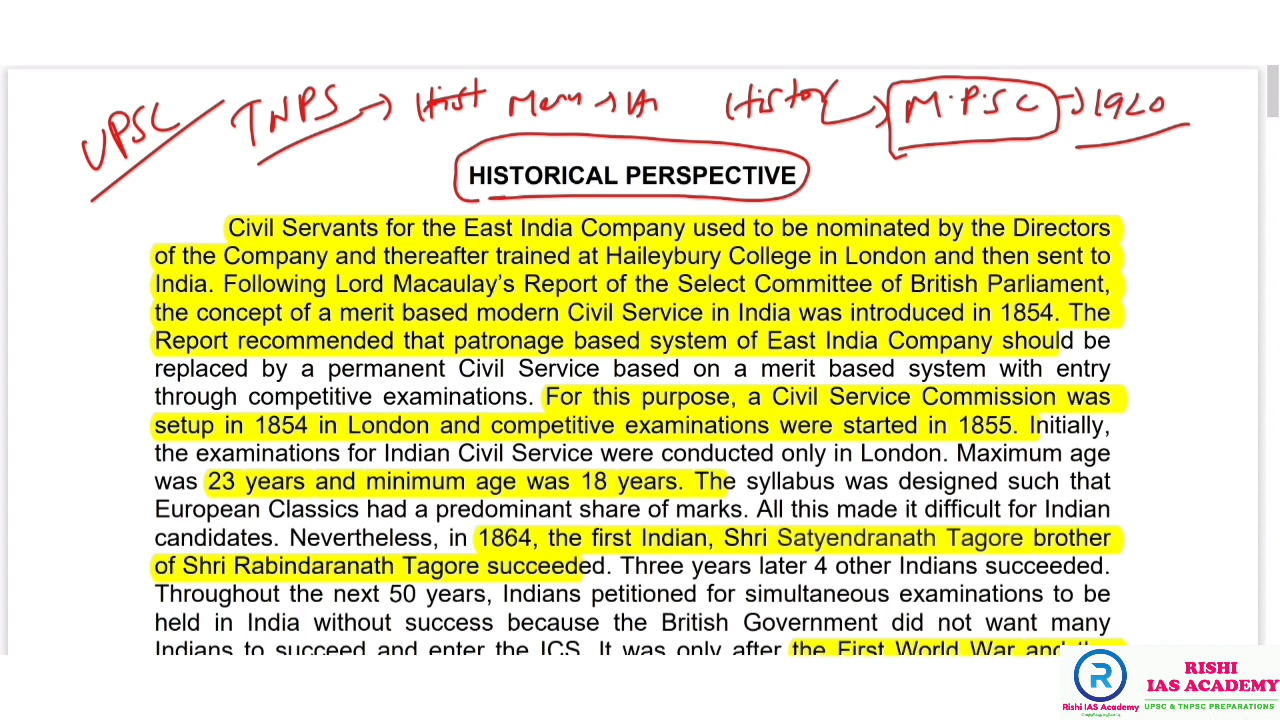 UPSC TNPS → Hist Menu → IA History → M.P.S.C → 1920
HISTORICAL PERSPECTIVE
Civil Servants for the East India Company used to be nominated by the Directors
of the Company and thereafter trained at Haileybury College in London and then sent to
India. Following Lord Macaulay's Report of the Select Committee of British Parliament,
the concept of a merit based modern Civil Service in India was introduced in 1854. The
Report recommended that patronage based system of East India Company should be
replaced by a permanent Civil Service based on a merit based system with entry
through competitive examinations. For this purpose, a Civil Service Commission was
setup in 1854 in London and competitive examinations were started in 1855. Initially,
the examinations for Indian Civil Service were conducted only in London. Maximum age
was 23 years and minimum age was 18 years. The syllabus was designed such that
European Classics had a predominant share of marks. All this made it difficult for Indian
candidates. Nevertheless, in 1864, the first Indian, Shri Satyendranath Tagore brother
of Shri Rabindaranath Tagore succeeded. Three years later 4 other Indians succeeded.
Throughout the next 50 years, Indians petitioned for simultaneous examinations to be
held in India without success because the British Government did not want many
Indians to succeed and enter the ICS. It was only after the First World War and the
RISHI
IAS ACADEMY
Rishi IAS Academy
UPSC & TNPSC PREPARATIONS